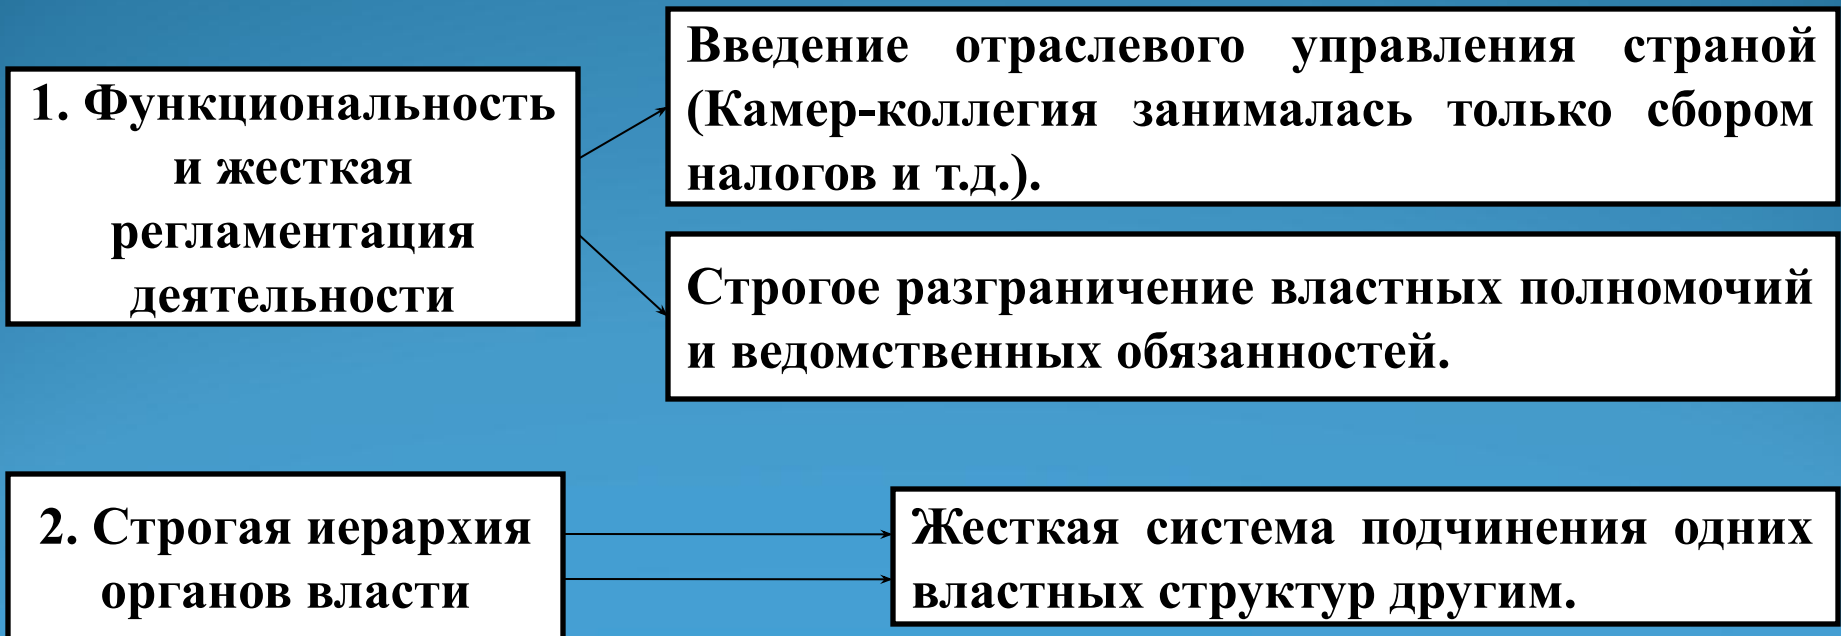 1. Функциональность
и жесткая
регламентация
деятельности
Введение отраслевого управления страной
(Камер-коллегия занималась только сбором
налогов и т.д.).
Строгое разграничение властных полномочий
и ведомственных обязанностей.
2. Строгая иерархия
органов власти
Жесткая система подчинения одних
властных структур другим.